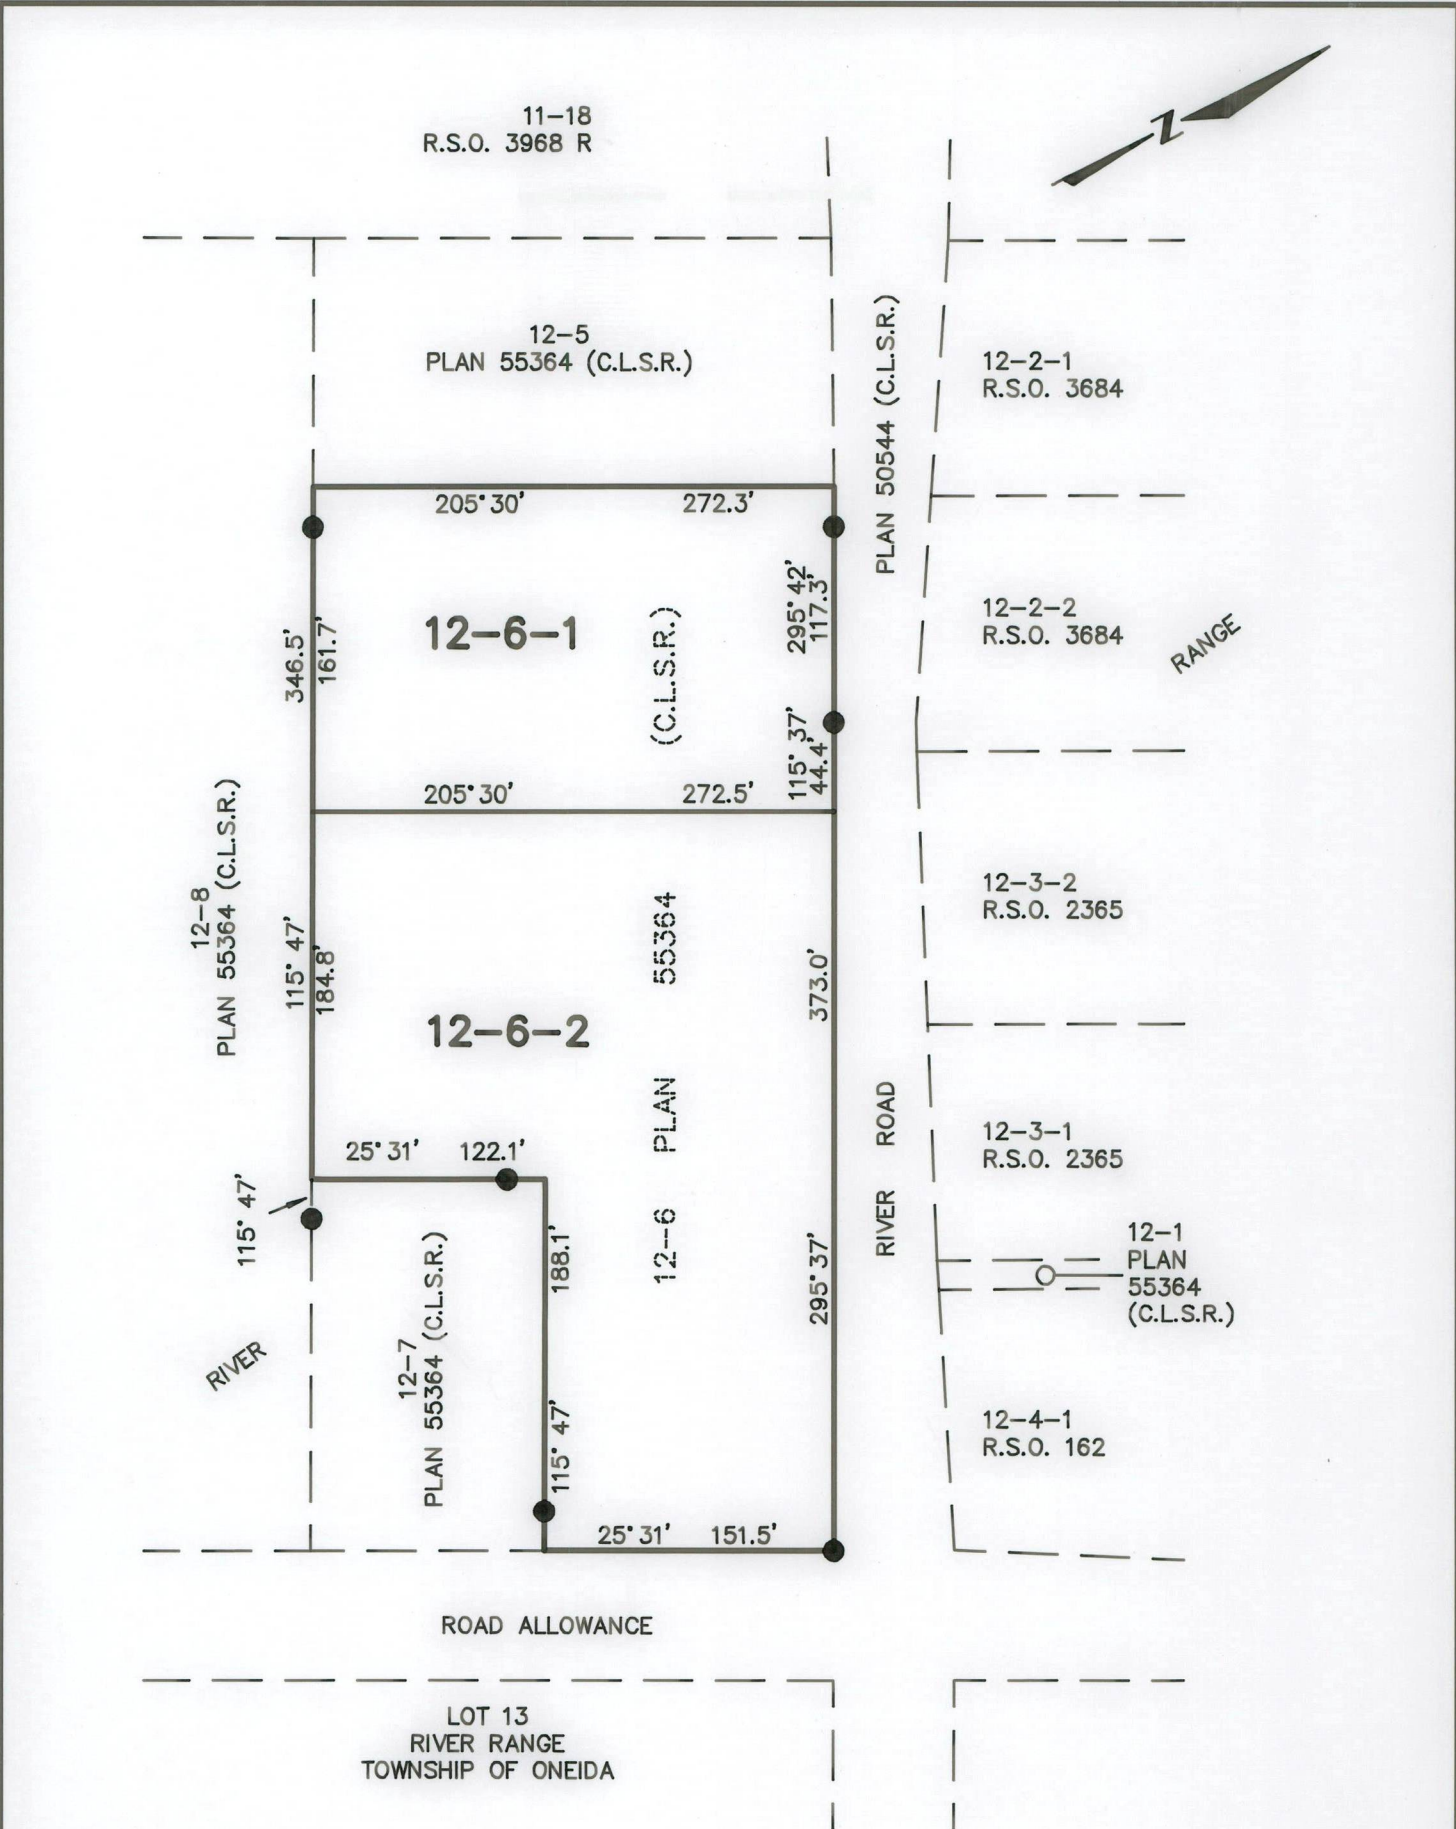 N
11-18
R.S.O. 3968 R
12-5
PLAN 55364 (C.L.S.R.)
PLAN 50544 (C.L.S.R.)
12-2-1
R.S.O. 3684
205°30' 272.3'
295°42'
117.3'
12-6-1
(C.L.S.R.)
346.5'
161.7'
12-2-2
R.S.O. 3684
RANGE
115° 37'
44.4'
205°30' 272.5'
12-8
PLAN 55364 (C.L.S.R.)
115° 47'
184.8'
12-6-2
12-6 PLAN 55364
373.0'
295°37'
12-3-2
R.S.O. 2365
25°31' 122.1'
115° 47'
188.1'
115° 47'
RIVER ROAD
12-3-1
R.S.O. 2365
12-1
PLAN
55364
(C.L.S.R.)
RIVER
12-7
PLAN 55364 (C.L.S.R.)
12-4-1
R.S.O. 162
25°31' 151.5'
ROAD ALLOWANCE
LOT 13
RIVER RANGE
TOWNSHIP OF ONEIDA